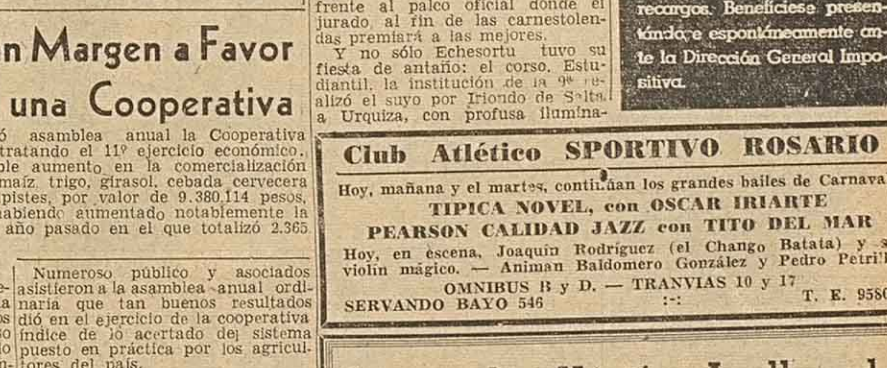 n Margen a Favor
una Cooperativa
ó asamblea anual la Cooperativa
tratando el 11º ejercicio económico,
ble aumento en la comercialización
maíz, trigo, girasol, cebada cervecera
apistes, por valor de 9.380.114 pesos,
habiendo aumentado notablemente la
año pasado en el que totalizó 2.365
Numeroso público y asociados
e- asistieron a la asamblea anual ordi-
a naria que tan buenos resultados
os dió en el ejercicio de la cooperativa
o índice de lo acertado del sistema
o puesto en práctica por los agricul-
n- tores del país.
frente al palco oficial donde el
jurado, al fin de las carnestolen-
das premiará a las mejores.
Y no sólo Echesortu tuvo su
fiesta de antaño: el corso. Estu-
diantil, la institución de la 9ª re-
alizó el suyo por Iriondo de Salta
a Urquiza, con profusa ilumina-
recargos. Benefíciese presen-
tándose espontáneamente an-
te la Dirección General Impo-
sitiva.
Club Atlético SPORTIVO ROSARIO
Hoy, mañana y el martes, continúan los grandes bailes de Carnava
TIPICA NOVEL, con OSCAR IRIARTE
PEARSON CALIDAD JAZZ con TITO DEL MAR
Hoy, en escena, Joaquín Rodríguez (el Chango Batata) y s
violín mágico. — Animan Baldomero González y Pedro Petril
OMNIBUS B y D. — TRANVIAS 10 y 17
SERVANDO BAYO 546 :-: T. E. 9580